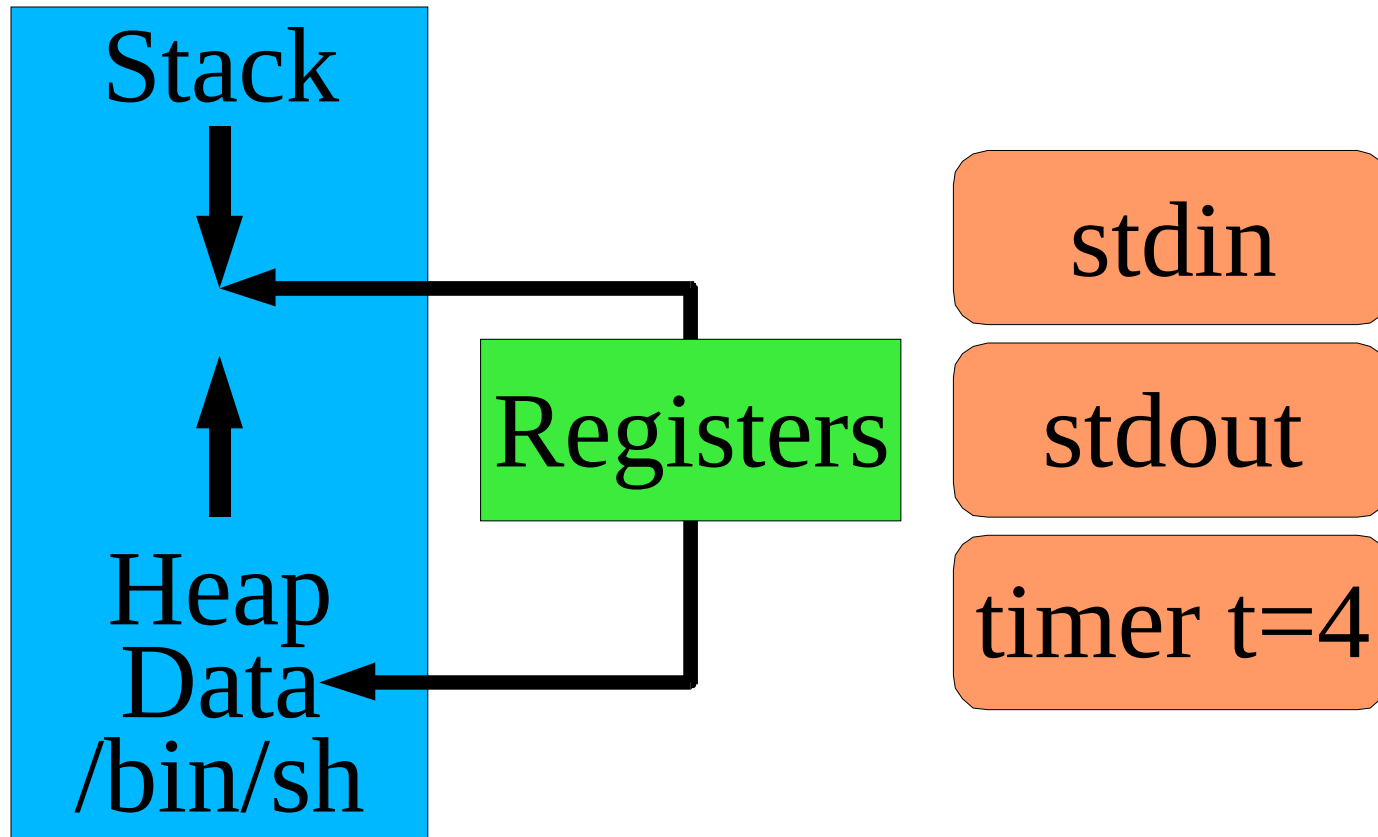 Stack
Heap
Data
/bin/sh
Registers
stdin
stdout
timer t=4